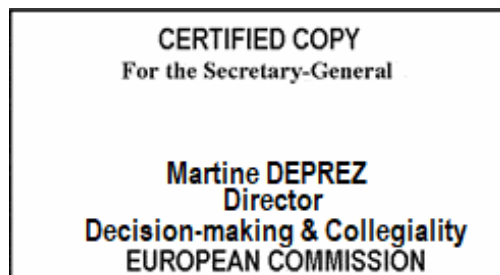 CERTIFIED COPY
For the Secretary-General
Martine DEPREZ
Director
Decision-making & Collegiality
EUROPEAN COMMISSION